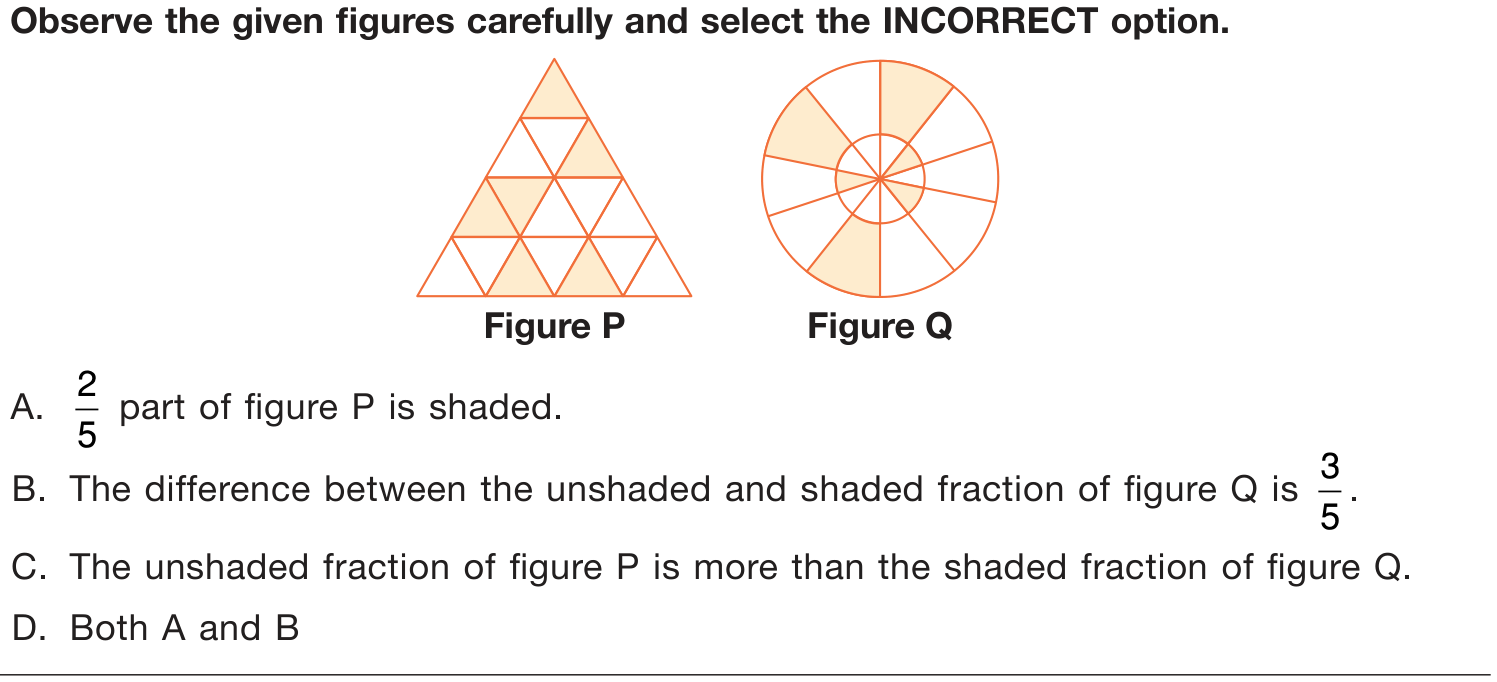 Observe the given figures carefully and select the INCORRECT option.
Figure P Figure Q
A. 2/5 part of figure P is shaded.
B. The difference between the unshaded and shaded fraction of figure Q is 3/5.
C. The unshaded fraction of figure P is more than the shaded fraction of figure Q.
D. Both A and B